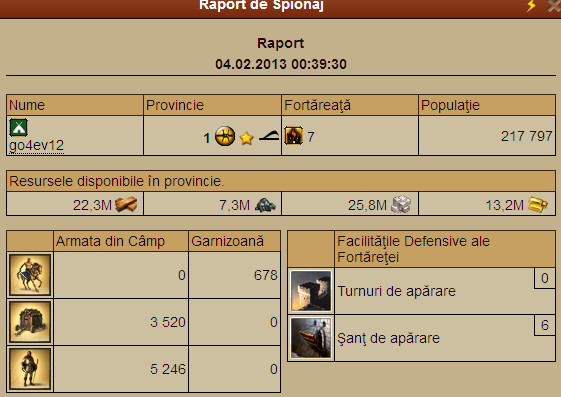 Raport de Spionaj
Raport
04.02.2013 00:39:30
Nume Provincie Fortăreaţă Populaţie
go4ev12 1 7 217 797
Resursele disponibile în provincie.
22,3M 7,3M 25,8M 13,2M
Armata din Câmp Garnizoană
0 678
3 520 0
5 246 0
Facilităţile Defensive ale
Fortăreţei
Turnuri de apărare 0
Şanţ de apărare 6